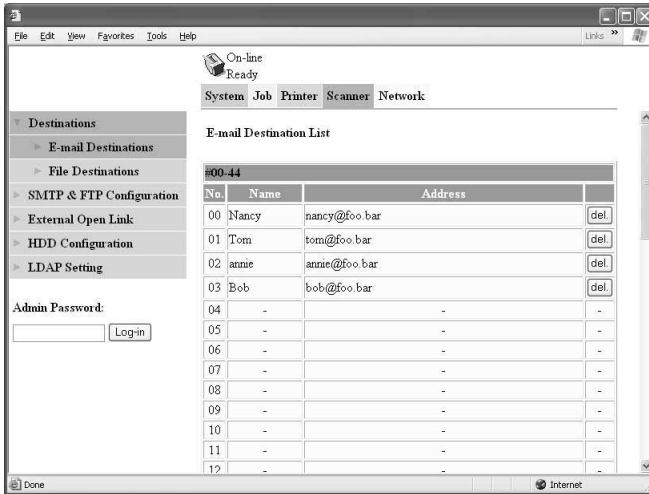 File Edit View Favorites Tools Help
Links »
On-line
Ready
System Job Printer Scanner Network
Destinations
E-mail Destinations
File Destinations
SMTP & FTP Configuration
External Open Link
HDD Configuration
LDAP Setting
Admin Password:
Log-in
E-mail Destination List
#00-44
No. Name Address
00 Nancy nancy@foo.bar del.
01 Tom tom@foo.bar del.
02 annie annie@foo.bar del.
03 Bob bob@foo.bar del.
04 - - -
05 - - -
06 - - -
07 - - -
08 - - -
09 - - -
10 - - -
11 - - -
12 - - -
Done Internet